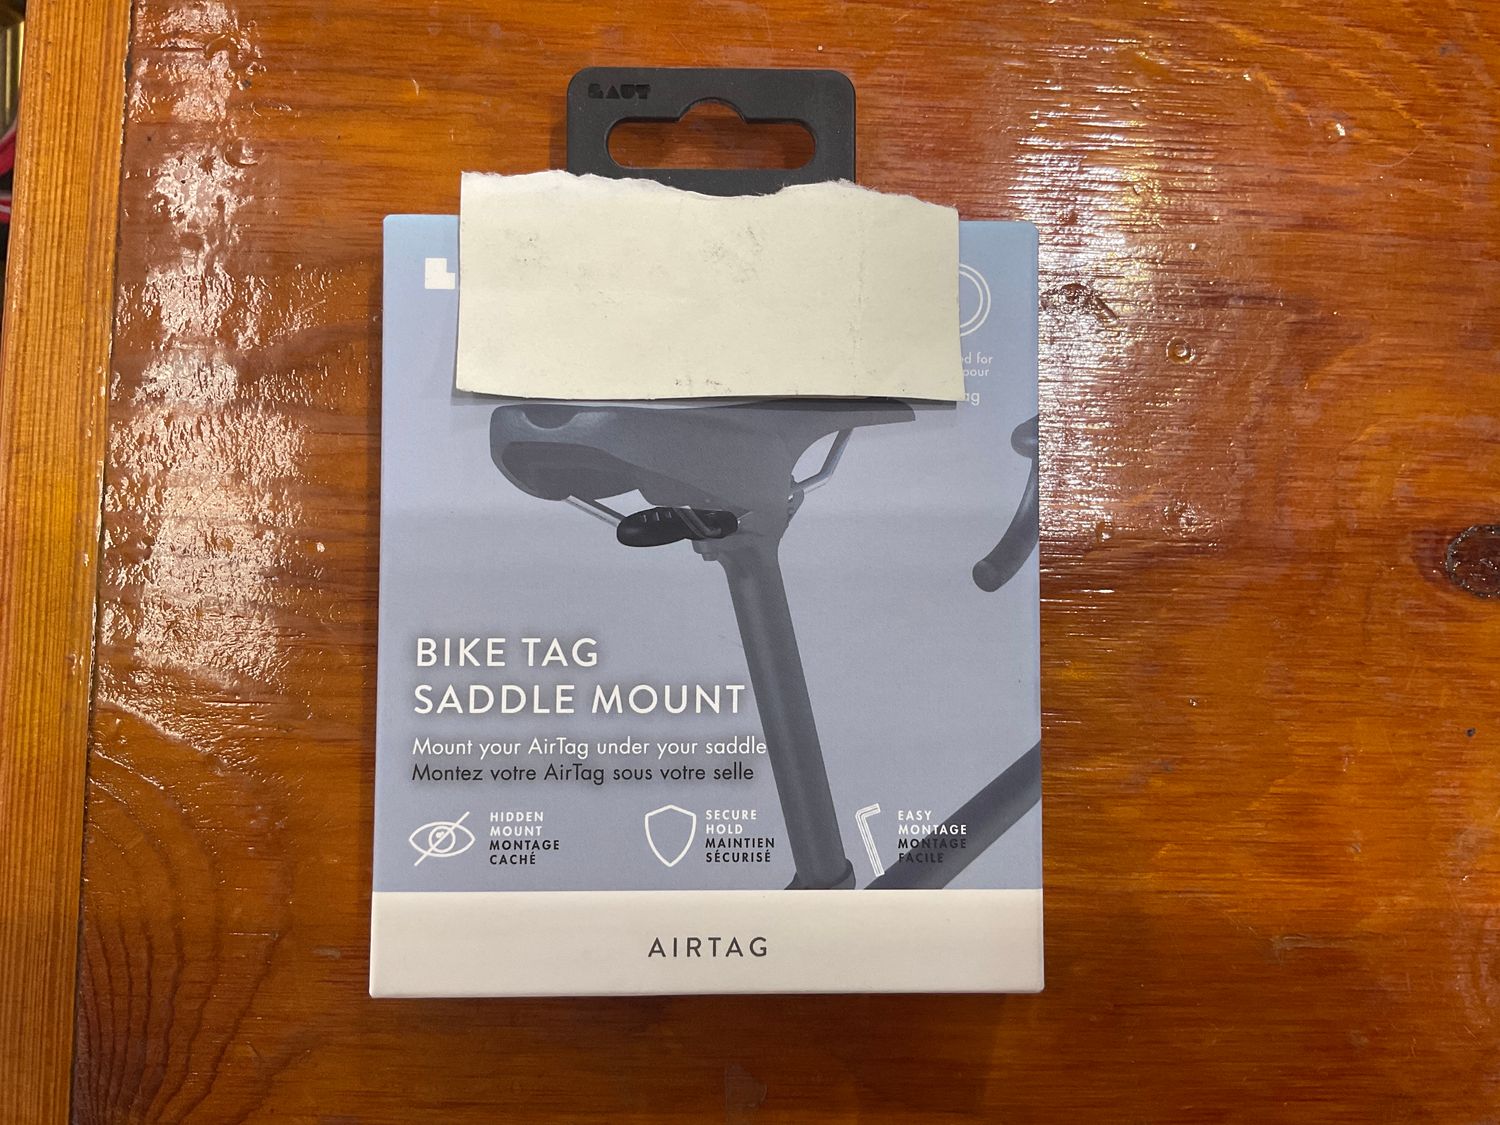 LAUT
BIKE TAG
SADDLE MOUNT
Mount your AirTag under your saddle
Montez votre AirTag sous votre selle
HIDDEN
MOUNT
MONTAGE
CACHÉ
SECURE
HOLD
MAINTIEN
SÉCURISÉ
EASY
MONTAGE
MONTAGE
FACILE
AIRTAG